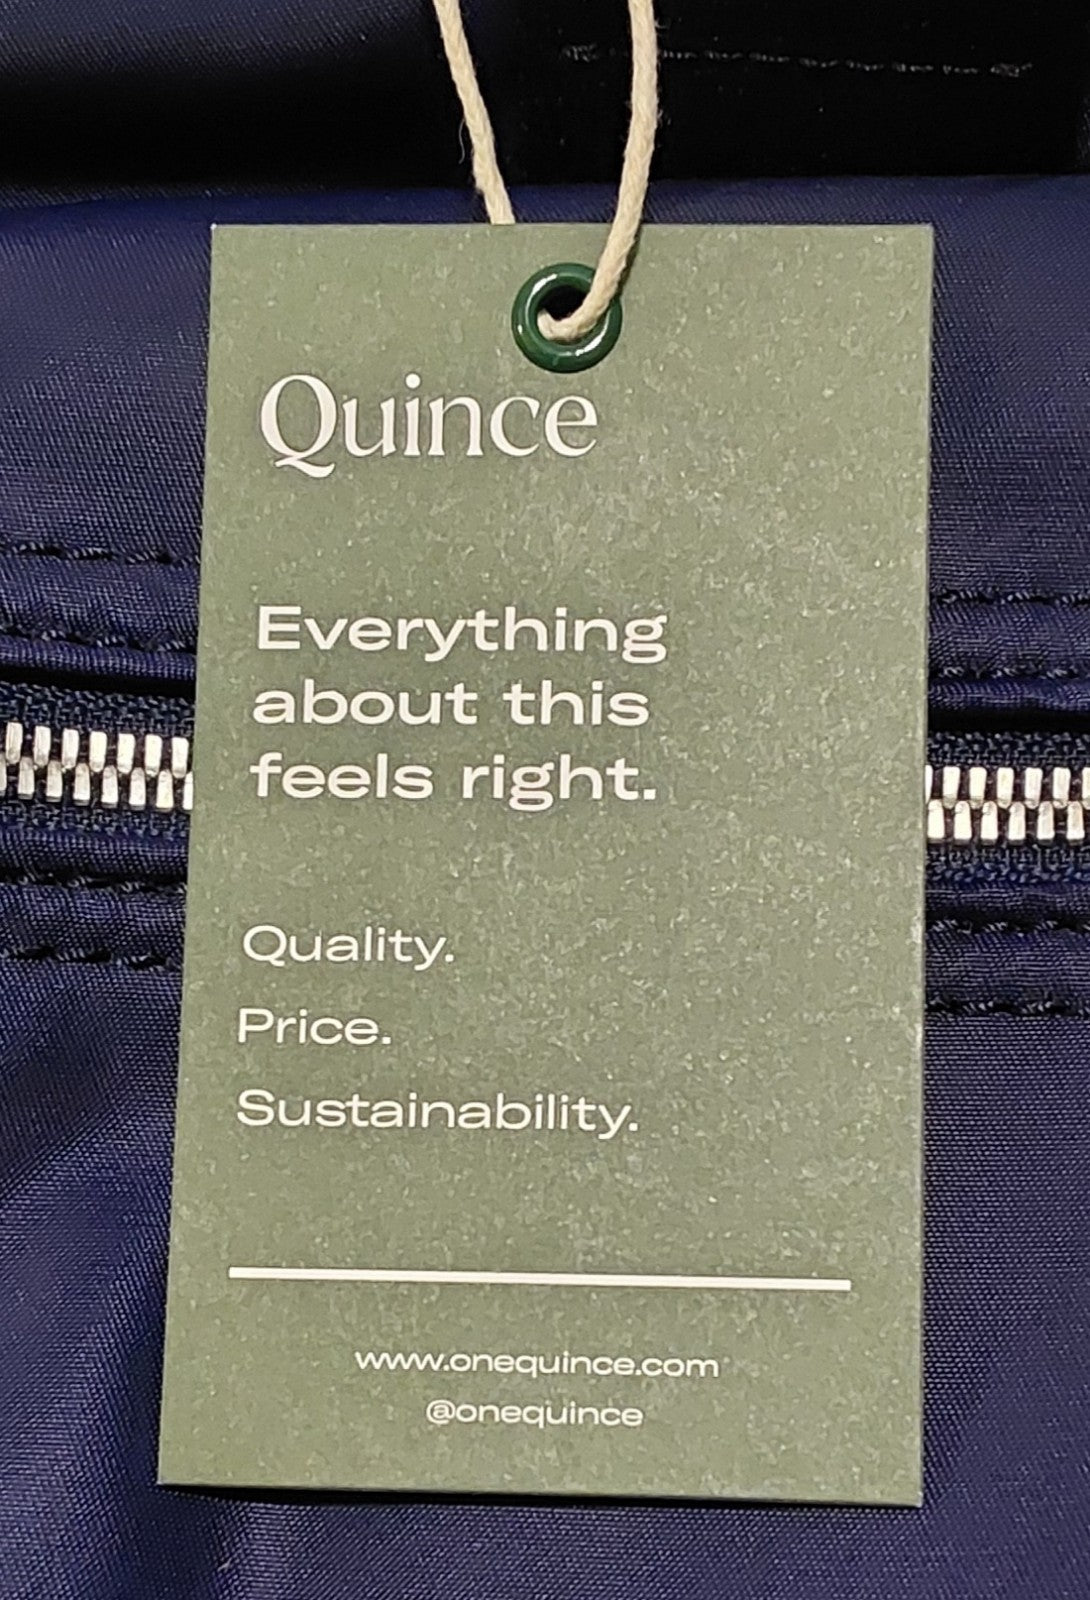 Quince
Everything
about this
feels right.
Quality.
Price.
Sustainability.
www.onequince.com
@onequince